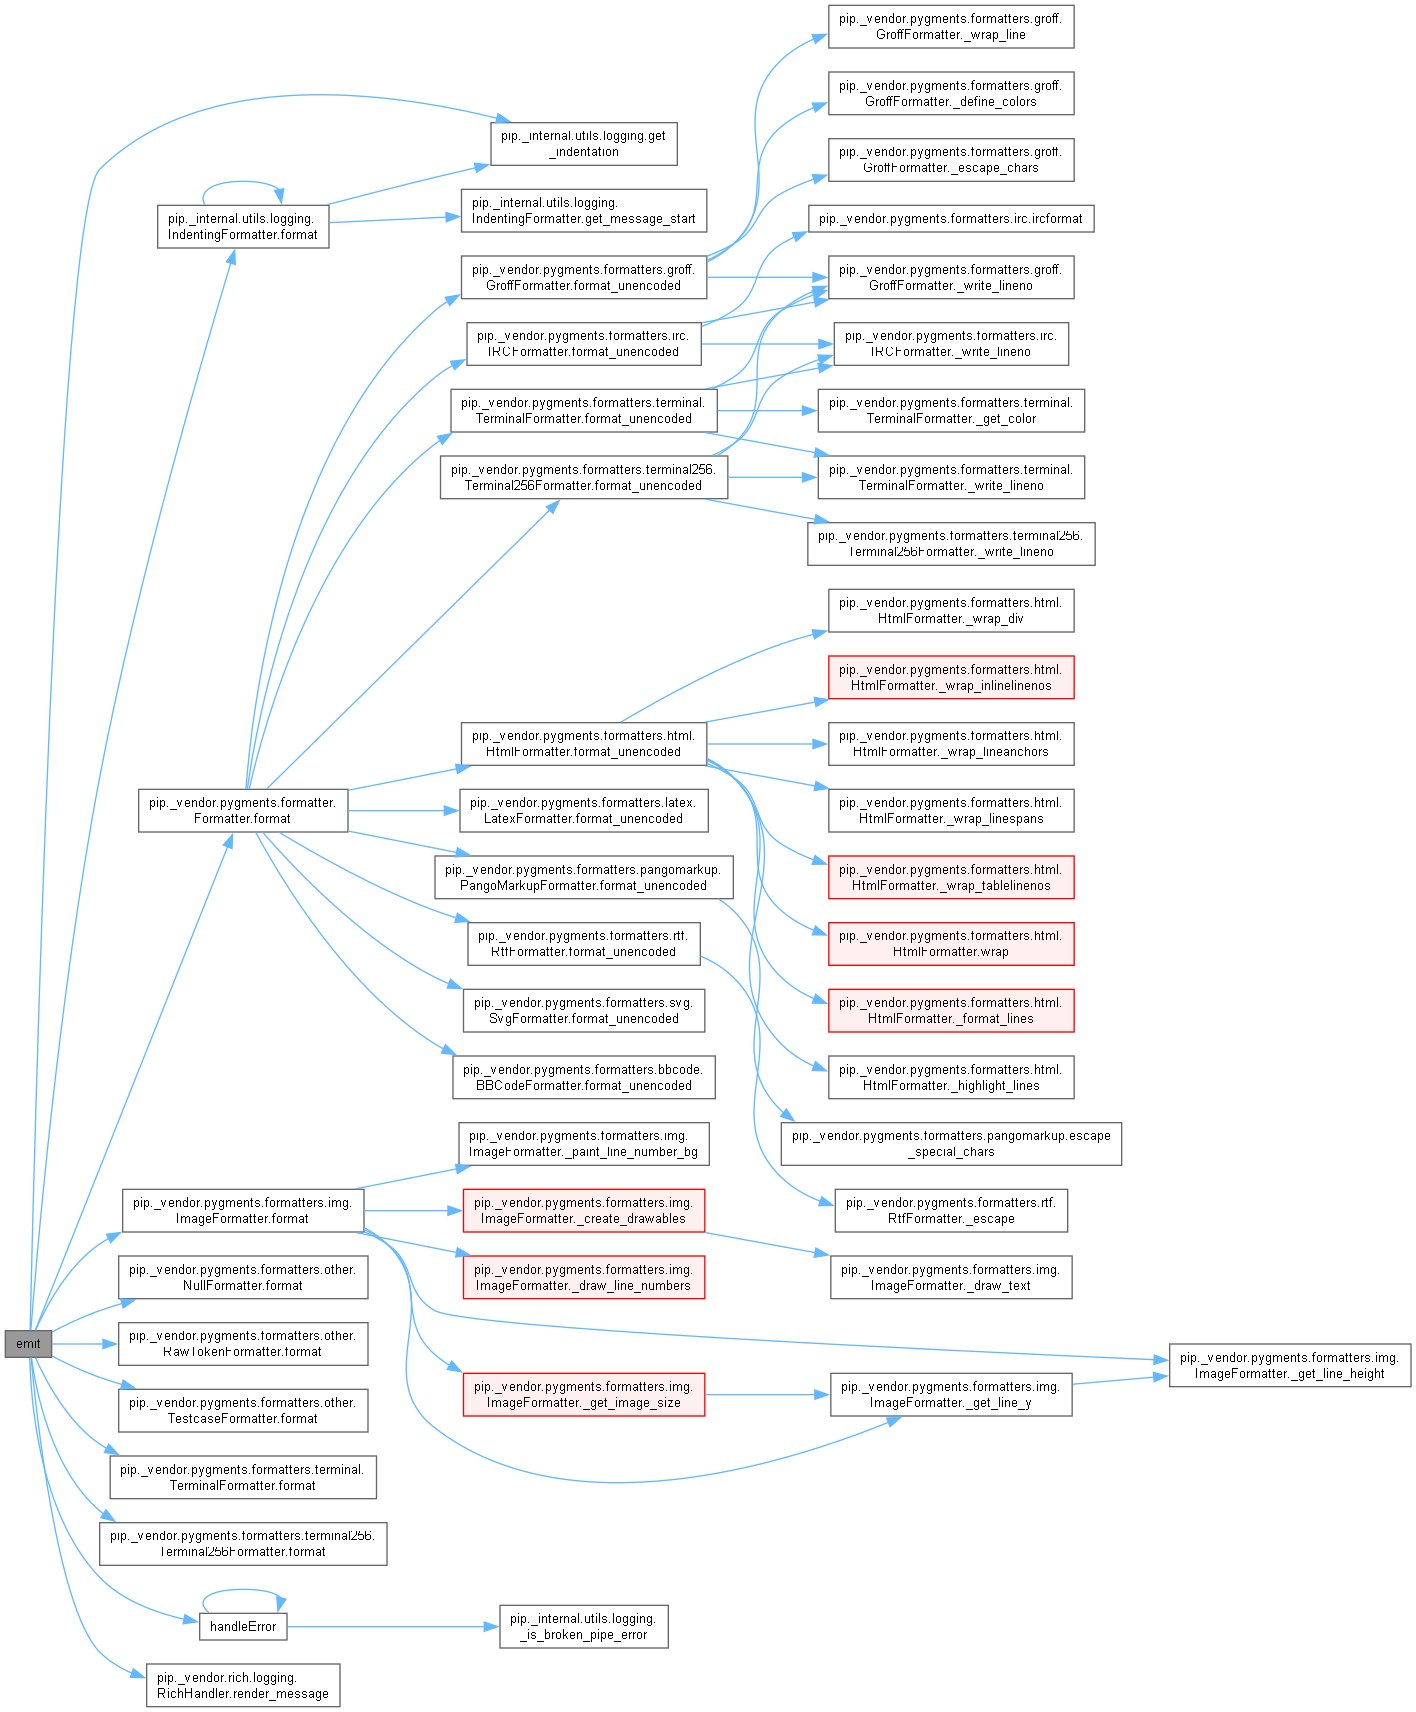 emit
pip._internal.utils.logging.get
_indentation
pip._internal.utils.logging.
IndentingFormatter.format
pip._internal.utils.logging.
IndentingFormatter.get_message_start
pip._vendor.pygments.formatter.
Formatter.format
pip._vendor.pygments.formatters.groff.
GroffFormatter.format_unencoded
pip._vendor.pygments.formatters.groff.
GroffFormatter._wrap_line
pip._vendor.pygments.formatters.groff.
GroffFormatter._define_colors
pip._vendor.pygments.formatters.groff.
GroffFormatter._escape_chars
pip._vendor.pygments.formatters.irc.ircformat
pip._vendor.pygments.formatters.groff.
GroffFormatter._write_lineno
pip._vendor.pygments.formatters.irc.
IRCFormatter.format_unencoded
pip._vendor.pygments.formatters.irc.
IRCFormatter._write_lineno
pip._vendor.pygments.formatters.terminal.
TerminalFormatter.format_unencoded
pip._vendor.pygments.formatters.terminal.
TerminalFormatter._get_color
pip._vendor.pygments.formatters.terminal.
TerminalFormatter._write_lineno
pip._vendor.pygments.formatters.terminal256.
Terminal256Formatter.format_unencoded
pip._vendor.pygments.formatters.terminal256.
Terminal256Formatter._write_lineno
pip._vendor.pygments.formatters.html.
HtmlFormatter.format_unencoded
pip._vendor.pygments.formatters.html.
HtmlFormatter._wrap_div
pip._vendor.pygments.formatters.html.
HtmlFormatter._wrap_inlinelinenos
pip._vendor.pygments.formatters.html.
HtmlFormatter._wrap_lineanchors
pip._vendor.pygments.formatters.html.
HtmlFormatter._wrap_linespans
pip._vendor.pygments.formatters.html.
HtmlFormatter._wrap_tablelinenos
pip._vendor.pygments.formatters.html.
HtmlFormatter.wrap
pip._vendor.pygments.formatters.html.
HtmlFormatter._format_lines
pip._vendor.pygments.formatters.html.
HtmlFormatter._highlight_lines
pip._vendor.pygments.formatters.latex.
LatexFormatter.format_unencoded
pip._vendor.pygments.formatters.pangomarkup.
PangoMarkupFormatter.format_unencoded
pip._vendor.pygments.formatters.pangomarkup.escape
_special_chars
pip._vendor.pygments.formatters.rtf.
RtfFormatter.format_unencoded
pip._vendor.pygments.formatters.rtf.
RtfFormatter._escape
pip._vendor.pygments.formatters.svg.
SvgFormatter.format_unencoded
pip._vendor.pygments.formatters.bbcode.
BBCodeFormatter.format_unencoded
pip._vendor.pygments.formatters.img.
ImageFormatter.format
pip._vendor.pygments.formatters.img.
ImageFormatter._paint_line_number_bg
pip._vendor.pygments.formatters.img.
ImageFormatter._create_drawables
pip._vendor.pygments.formatters.img.
ImageFormatter._draw_text
pip._vendor.pygments.formatters.img.
ImageFormatter._draw_line_numbers
pip._vendor.pygments.formatters.img.
ImageFormatter._get_image_size
pip._vendor.pygments.formatters.img.
ImageFormatter._get_line_y
pip._vendor.pygments.formatters.img.
ImageFormatter._get_line_height
pip._vendor.pygments.formatters.other.
NullFormatter.format
pip._vendor.pygments.formatters.other.
RawTokenFormatter.format
pip._vendor.pygments.formatters.other.
TestcaseFormatter.format
pip._vendor.pygments.formatters.terminal.
TerminalFormatter.format
pip._vendor.pygments.formatters.terminal256.
Terminal256Formatter.format
handleError
pip._internal.utils.logging.
_is_broken_pipe_error
pip._vendor.rich.logging.
RichHandler.render_message